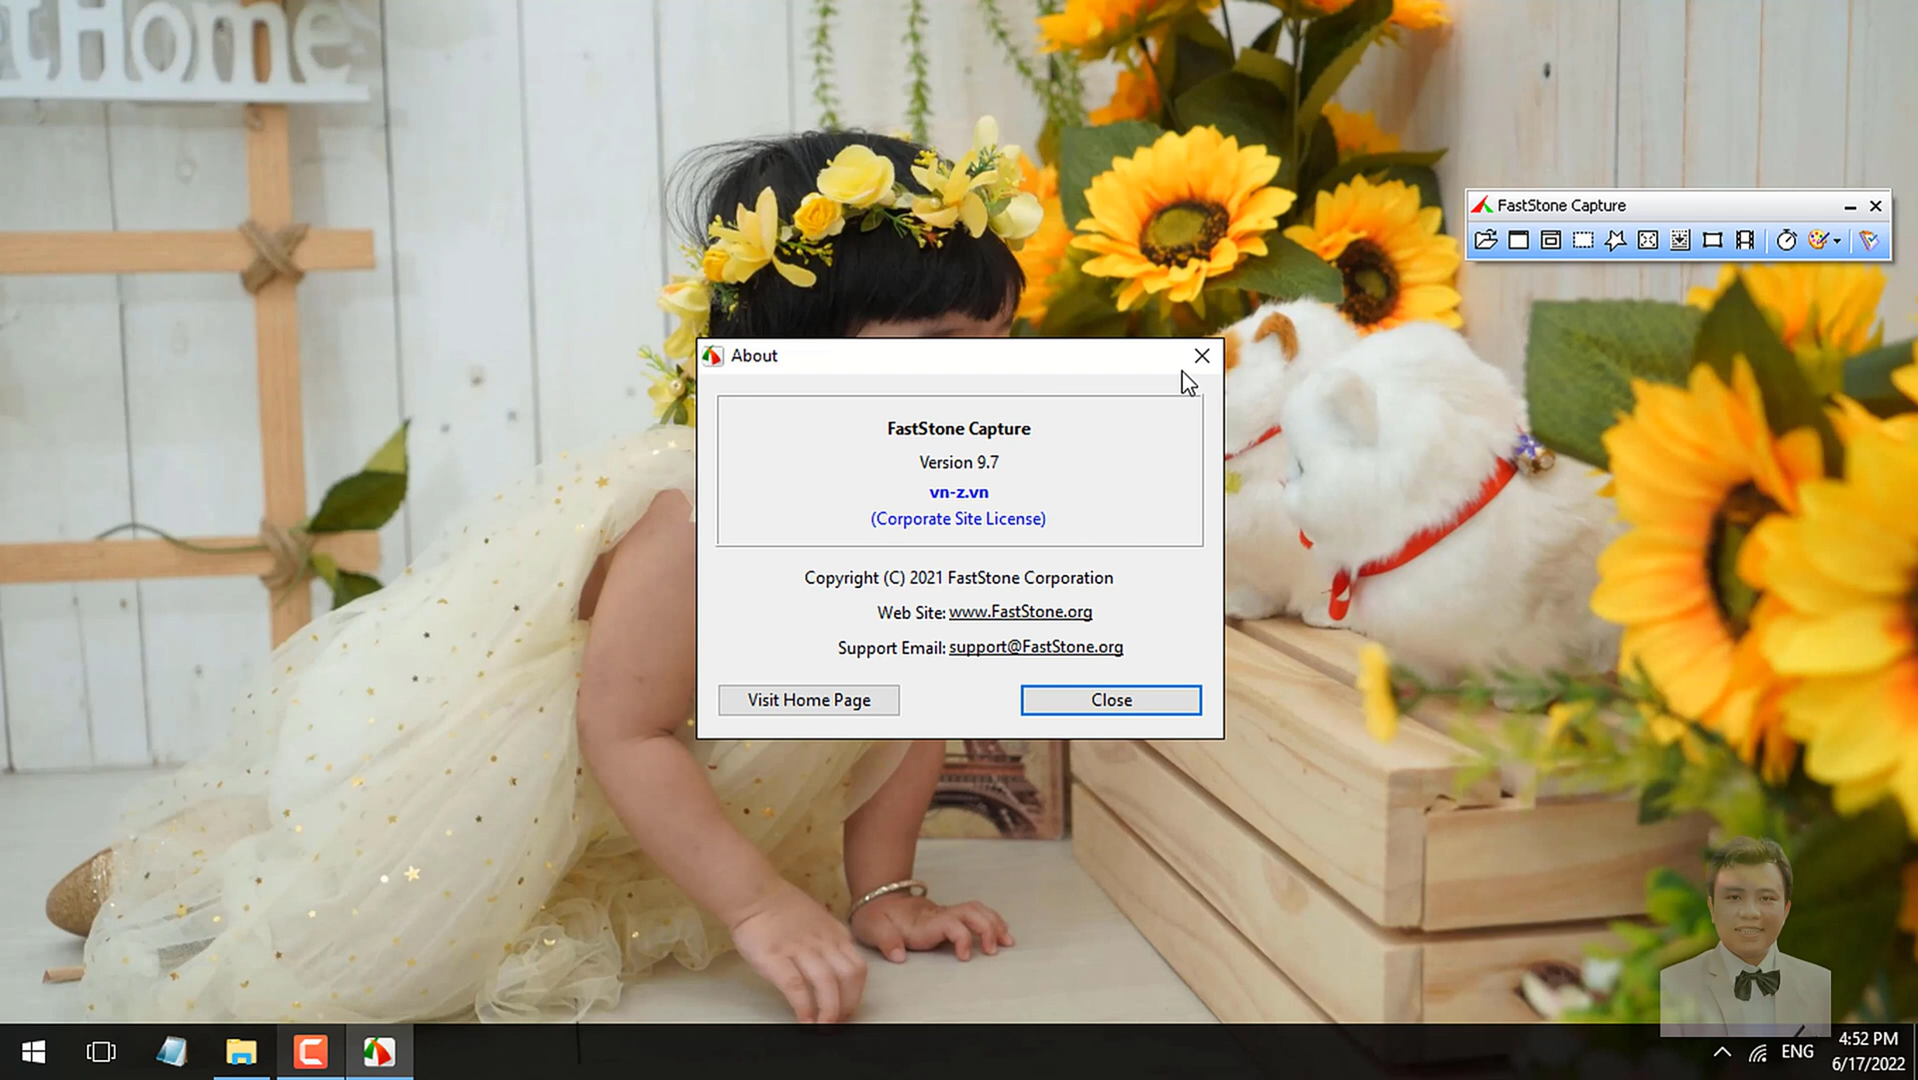 tHome
FastStone Capture
About
FastStone Capture
Version 9.7
vn-z.vn
(Corporate Site License)
Copyright (C) 2021 FastStone Corporation
Web Site: www.FastStone.org
Support Email: support@FastStone.org
Visit Home Page
Close
ENG
4:52 PM
6/17/2022